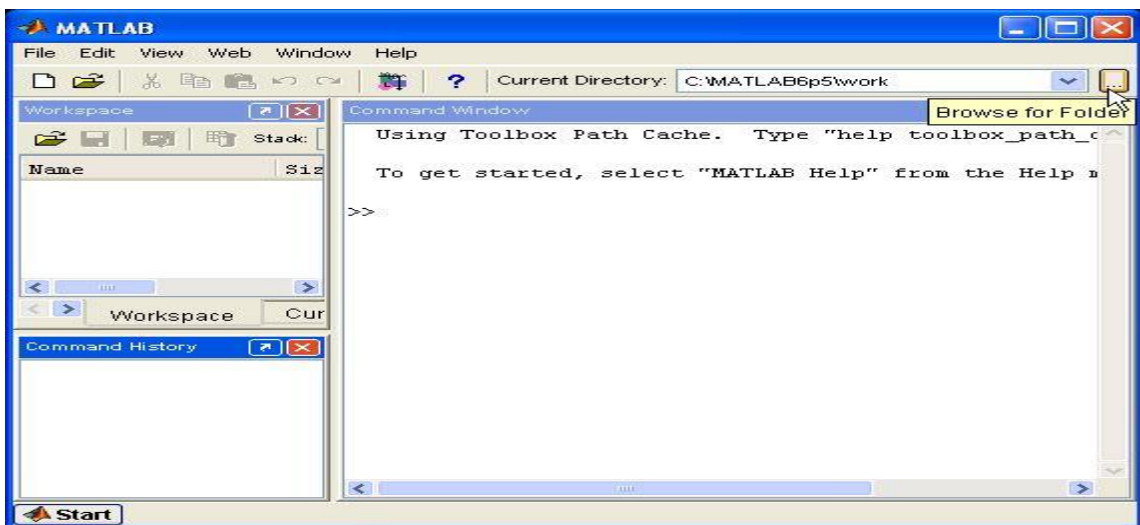 MATLAB
File Edit View Web Window Help
? Current Directory: C:\MATLAB6p5\work ...
Workspace
Stack:
Name Siz
Workspace Cur
Command History
Command Window
Browse for Folder
Using Toolbox Path Cache. Type "help toolbox_path_c
To get started, select "MATLAB Help" from the Help m
>>
Start